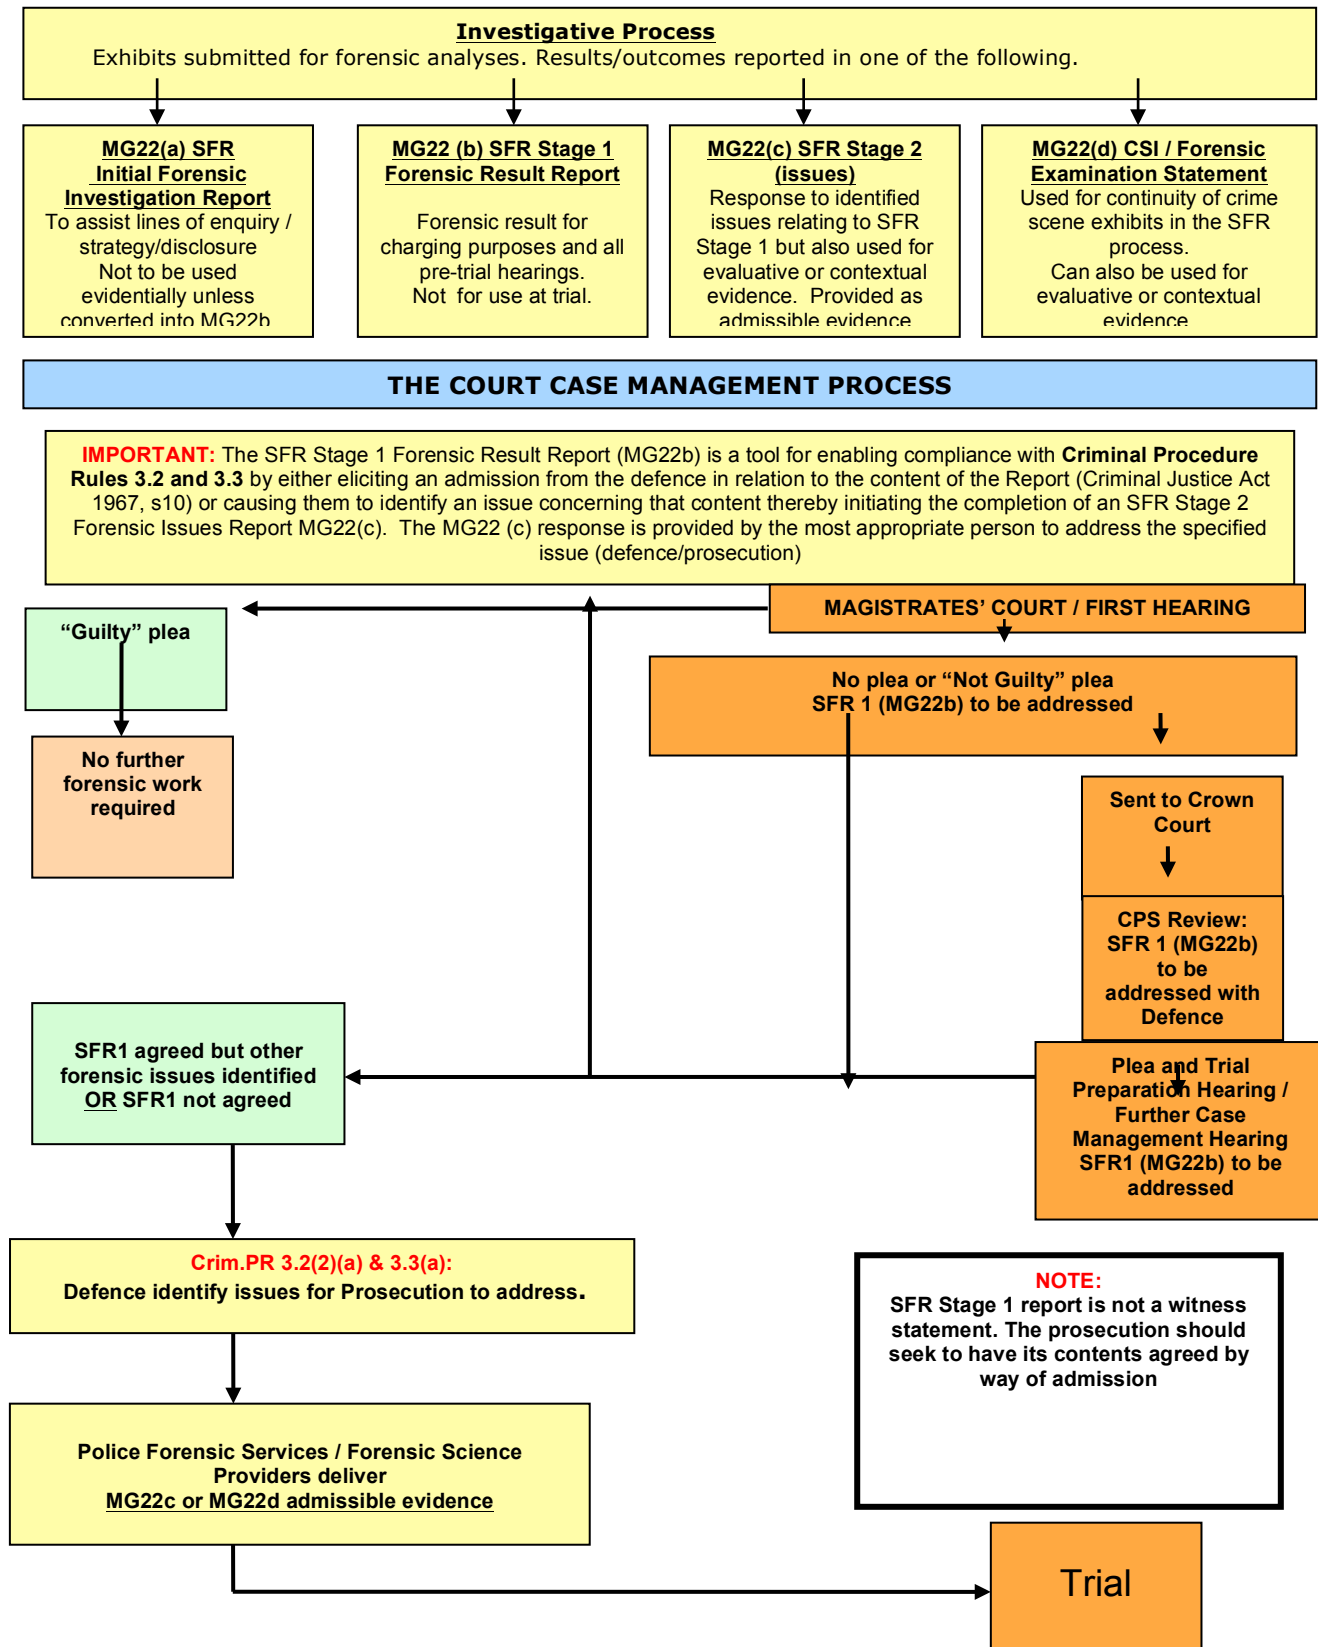 Investigative Process
Exhibits submitted for forensic analyses. Results/outcomes reported in one of the following.
MG22(a) SFR
Initial Forensic
Investigation Report
To assist lines of enquiry /
strategy/disclosure
Not to be used
evidentially unless
converted into MG22b
MG22 (b) SFR Stage 1
Forensic Result Report
Forensic result for
charging purposes and all
pre-trial hearings.
Not for use at trial.
MG22(c) SFR Stage 2
(issues)
Response to identified
issues relating to SFR
Stage 1 but also used for
evaluative or contextual
evidence. Provided as
admissible evidence
MG22(d) CSI / Forensic
Examination Statement
Used for continuity of crime
scene exhibits in the SFR
process.
Can also be used for
evaluative or contextual
evidence
THE COURT CASE MANAGEMENT PROCESS
IMPORTANT: The SFR Stage 1 Forensic Result Report (MG22b) is a tool for enabling compliance with Criminal Procedure
Rules 3.2 and 3.3 by either eliciting an admission from the defence in relation to the content of the Report (Criminal Justice Act
1967, s10) or causing them to identify an issue concerning that content thereby initiating the completion of an SFR Stage 2
Forensic Issues Report MG22(c). The MG22 (c) response is provided by the most appropriate person to address the specified
issue (defence/prosecution)
MAGISTRATES’ COURT / FIRST HEARING
“Guilty” plea
No plea or “Not Guilty” plea
SFR 1 (MG22b) to be addressed
No further
forensic work
required
Sent to Crown
Court
CPS Review:
SFR 1 (MG22b)
to be
addressed with
Defence
SFR1 agreed but other
forensic issues identified
OR SFR1 not agreed
Plea and Trial
Preparation Hearing /
Further Case
Management Hearing
SFR1 (MG22b) to be
addressed
Crim.PR 3.2(2)(a) & 3.3(a):
Defence identify issues for Prosecution to address.
NOTE:
SFR Stage 1 report is not a witness
statement. The prosecution should
seek to have its contents agreed by
way of admission
Police Forensic Services / Forensic Science
Providers deliver
MG22c or MG22d admissible evidence
Trial